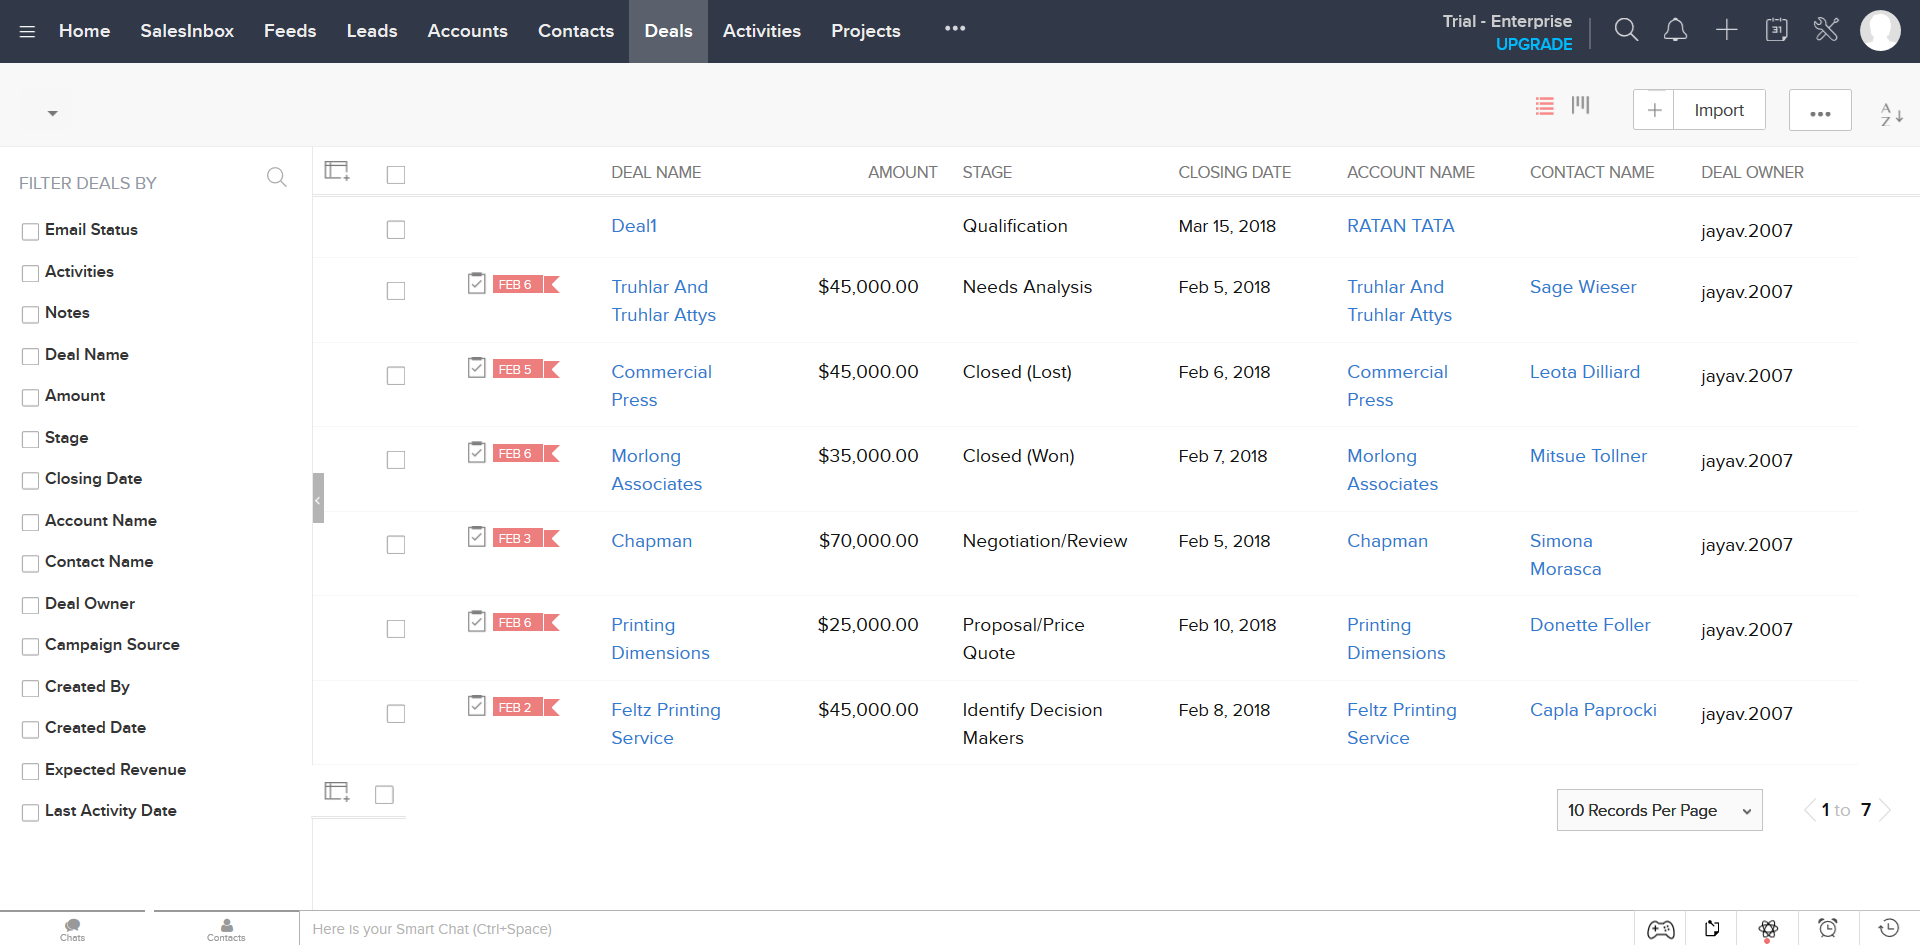 Home SalesInbox Feeds Leads Accounts Contacts Deals Activities Projects ••• Trial - Enterprise
UPGRADE
31
+ Import ••• A Z
FILTER DEALS BY
Email Status
Activities
Notes
Deal Name
Amount
Stage
Closing Date
Account Name
Contact Name
Deal Owner
Campaign Source
Created By
Created Date
Expected Revenue
Last Activity Date
DEAL NAME AMOUNT STAGE CLOSING DATE ACCOUNT NAME CONTACT NAME DEAL OWNER
Deal1 Qualification Mar 15, 2018 RATAN TATA jayav.2007
FEB 6 Truhlar And $45,000.00 Needs Analysis Feb 5, 2018 Truhlar And Sage Wieser jayav.2007
Truhlar Attys Truhlar Attys
FEB 5 Commercial $45,000.00 Closed (Lost) Feb 6, 2018 Commercial Leota Dilliard jayav.2007
Press Press
FEB 6 Morlong $35,000.00 Closed (Won) Feb 7, 2018 Morlong Mitsue Tollner jayav.2007
Associates Associates
FEB 3 Chapman $70,000.00 Negotiation/Review Feb 5, 2018 Chapman Simona jayav.2007
Morasca
FEB 6 Printing $25,000.00 Proposal/Price Feb 10, 2018 Printing Donette Foller jayav.2007
Dimensions Quote Dimensions
FEB 2 Feltz Printing $45,000.00 Identify Decision Feb 8, 2018 Feltz Printing Capla Paprocki jayav.2007
Service Makers Service
10 Records Per Page 1 to 7
Chats Contacts Here is your Smart Chat (Ctrl+Space)